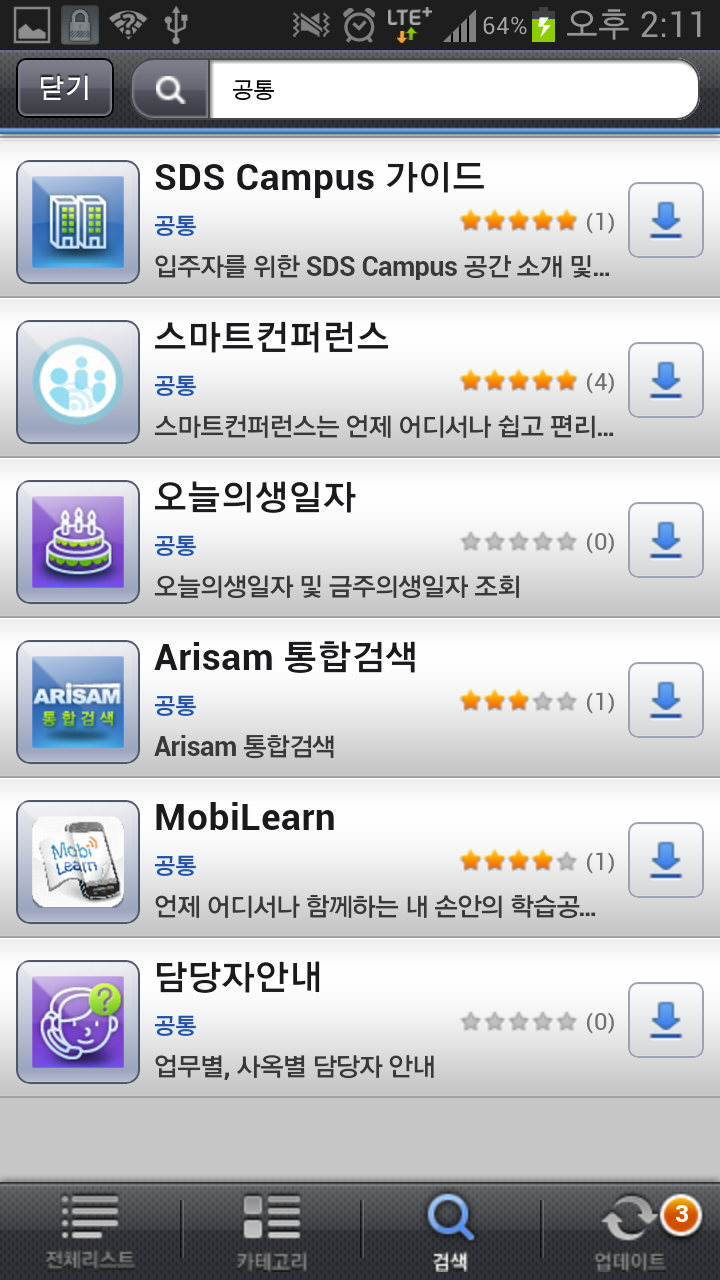 LTE+ 64% 오후 2:11
닫기 공통
SDS Campus 가이드
공통 (1)
입주자를 위한 SDS Campus 공간 소개 및...
스마트컨퍼런스
공통 (4)
스마트컨퍼런스는 언제 어디서나 쉽고 편리...
오늘의생일자
공통 (0)
오늘의생일자 및 금주의생일자 조회
Arisam 통합검색
ARISAM
통합검색
공통 (1)
Arisam 통합검색
MobiLearn
Mobi
Learn
공통 (1)
언제 어디서나 함께하는 내 손안의 학습공...
담당자안내
?
공통 (0)
업무별, 사옥별 담당자 안내
3
전체리스트 카테고리 검색 업데이트